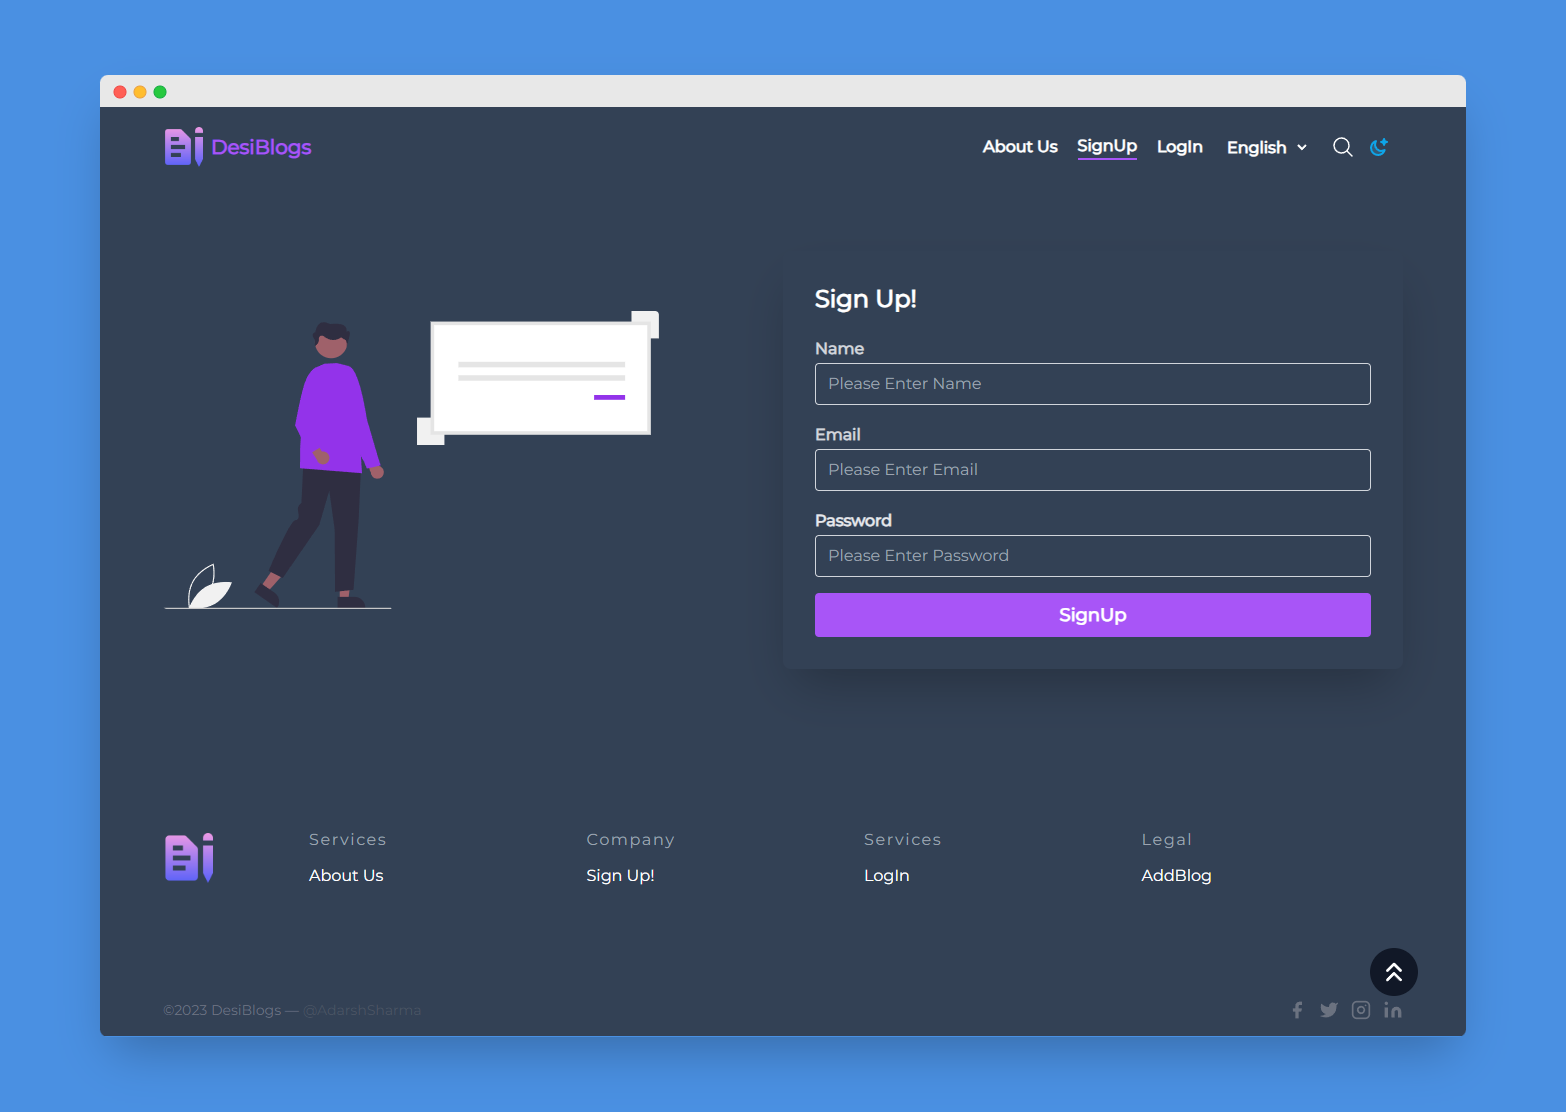 DesiBlogs
About Us SignUp LogIn English
Sign Up!
Name
Please Enter Name
Email
Please Enter Email
Password
Please Enter Password
SignUp
Services Company Services Legal
About Us Sign Up! LogIn AddBlog
©2023 DesiBlogs — @AdarshSharma